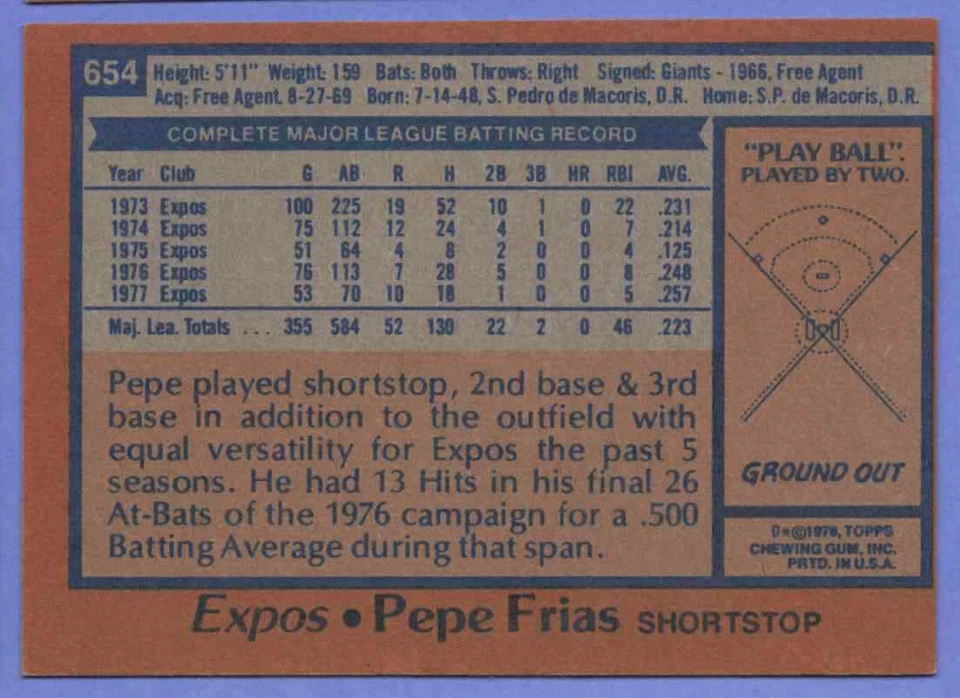 654 Height: 5'11" Weight: 159 Bats: Both Throws: Right Signed: Giants - 1966, Free Agent
Acq: Free Agent 8-27-69 Born: 7-14-48, S. Pedro de Macoris, D.R. Home: S.P. de Macoris, D.R.
COMPLETE MAJOR LEAGUE BATTING RECORD
Year Club G AB R H 2B 3B HR RBI AVG.
1973 Expos 100 225 19 52 10 1 0 22 .231
1974 Expos 75 112 12 24 4 1 0 7 .214
1975 Expos 51 64 4 8 2 0 0 4 .125
1976 Expos 76 113 7 28 5 0 0 8 .248
1977 Expos 53 70 10 18 1 0 0 5 .257
Maj. Lea. Totals ... 355 584 52 130 22 2 0 46 .223
Pepe played shortstop, 2nd base & 3rd
base in addition to the outfield with
equal versatility for Expos the past 5
seasons. He had 13 Hits in his final 26
At-Bats of the 1976 campaign for a .500
Batting Average during that span.
"PLAY BALL".
PLAYED BY TWO.
GROUND OUT
D*©1978, TOPPS
CHEWING GUM, INC.
PRTD. IN U.S.A.
Expos • Pepe Frias SHORTSTOP